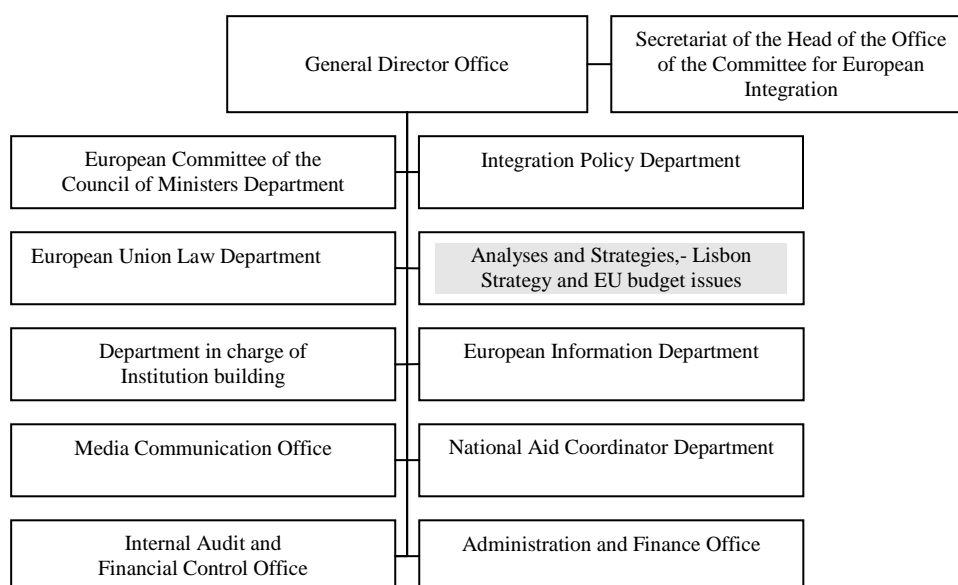 General Director Office
Secretariat of the Head of the Office
of the Committee for European
Integration
European Committee of the
Council of Ministers Department
Integration Policy Department
European Union Law Department
Analyses and Strategies,- Lisbon
Strategy and EU budget issues
Department in charge of
Institution building
European Information Department
Media Communication Office
National Aid Coordinator Department
Internal Audit and
Financial Control Office
Administration and Finance Office